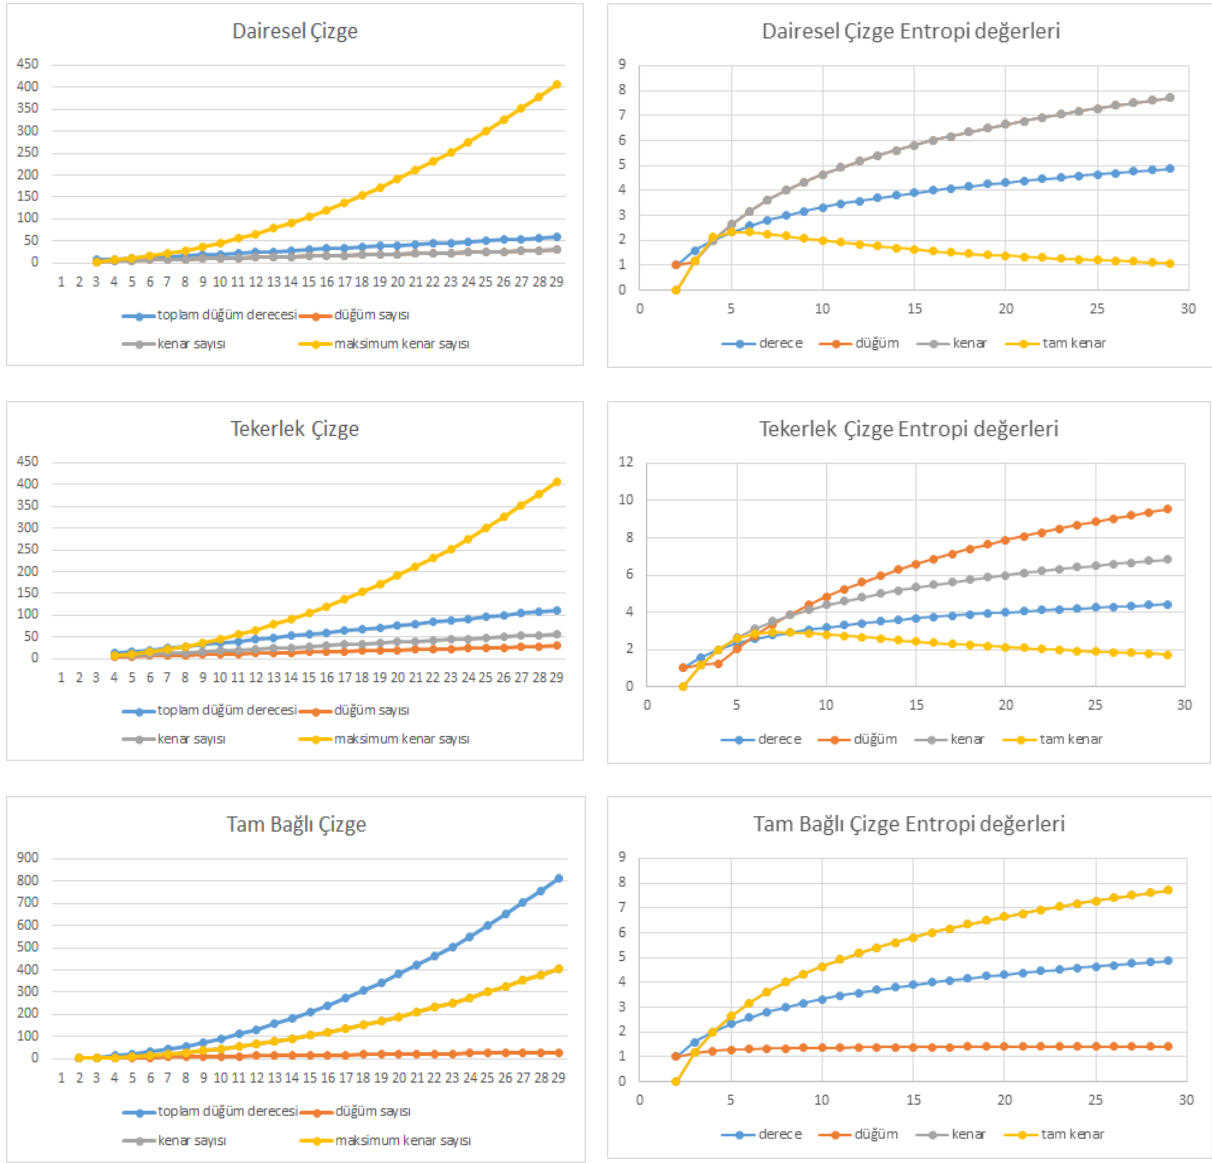 Dairesel Çizge
450
400
350
300
250
200
150
100
50
0
1 2 3 4 5 6 7 8 9 10 11 12 13 14 15 16 17 18 19 20 21 22 23 24 25 26 27 28 29
toplam düğüm derecesi düğüm sayısı
kenar sayısı maksimum kenar sayısı
Dairesel Çizge Entropi değerleri
9
8
7
6
5
4
3
2
1
0
0 5 10 15 20 25 30
derece düğüm kenar tam kenar
Tekerlek Çizge
450
400
350
300
250
200
150
100
50
0
1 2 3 4 5 6 7 8 9 10 11 12 13 14 15 16 17 18 19 20 21 22 23 24 25 26 27 28 29
toplam düğüm derecesi düğüm sayısı
kenar sayısı maksimum kenar sayısı
Tekerlek Çizge Entropi değerleri
12
10
8
6
4
2
0
0 5 10 15 20 25 30
derece düğüm kenar tam kenar
Tam Bağlı Çizge
900
800
700
600
500
400
300
200
100
0
1 2 3 4 5 6 7 8 9 10 11 12 13 14 15 16 17 18 19 20 21 22 23 24 25 26 27 28 29
toplam düğüm derecesi düğüm sayısı
kenar sayısı maksimum kenar sayısı
Tam Bağlı Çizge Entropi değerleri
9
8
7
6
5
4
3
2
1
0
0 5 10 15 20 25 30
derece düğüm kenar tam kenar